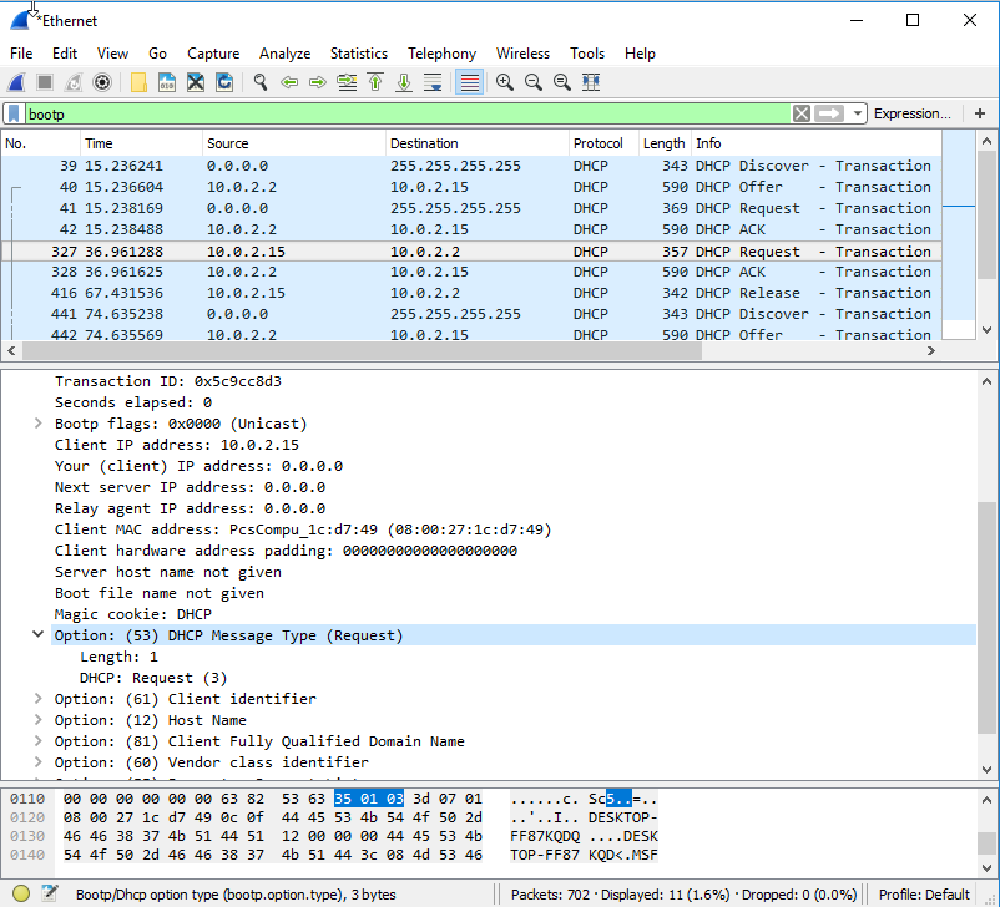 *Ethernet
File Edit View Go Capture Analyze Statistics Telephony Wireless Tools Help
bootp Expression... +
No. Time Source Destination Protocol Length Info
39 15.236241 0.0.0.0 255.255.255.255 DHCP 343 DHCP Discover - Transaction
40 15.236604 10.0.2.2 10.0.2.15 DHCP 590 DHCP Offer - Transaction
41 15.238169 0.0.0.0 255.255.255.255 DHCP 369 DHCP Request - Transaction
42 15.238488 10.0.2.2 10.0.2.15 DHCP 590 DHCP ACK - Transaction
327 36.961288 10.0.2.15 10.0.2.2 DHCP 357 DHCP Request - Transaction
328 36.961625 10.0.2.2 10.0.2.15 DHCP 590 DHCP ACK - Transaction
416 67.431536 10.0.2.15 10.0.2.2 DHCP 342 DHCP Release - Transaction
441 74.635238 0.0.0.0 255.255.255.255 DHCP 343 DHCP Discover - Transaction
442 74.635569 10.0.2.2 10.0.2.15 DHCP 590 DHCP Offer - Transaction
Transaction ID: 0x5c9cc8d3
Seconds elapsed: 0
Bootp flags: 0x0000 (Unicast)
Client IP address: 10.0.2.15
Your (client) IP address: 0.0.0.0
Next server IP address: 0.0.0.0
Relay agent IP address: 0.0.0.0
Client MAC address: PcsCompu_1c:d7:49 (08:00:27:1c:d7:49)
Client hardware address padding: 00000000000000000000
Server host name not given
Boot file name not given
Magic cookie: DHCP
Option: (53) DHCP Message Type (Request)
Length: 1
DHCP: Request (3)
Option: (61) Client identifier
Option: (12) Host Name
Option: (81) Client Fully Qualified Domain Name
Option: (60) Vendor class identifier
0110 00 00 00 00 00 00 63 82 53 63 35 01 03 3d 07 01 ......c. Sc5..=..
0120 08 00 27 1c d7 49 0c 0f 44 45 53 4b 54 4f 50 2d ..'..I.. DESKTOP-
0130 46 46 38 37 4b 51 44 51 12 00 00 00 44 45 53 4b FF87KQDQ ....DESK
0140 54 4f 50 2d 46 46 38 37 4b 51 44 3c 08 4d 53 46 TOP-FF87 KQD<.MSF
Bootp/Dhcp option type (bootp.option.type), 3 bytes Packets: 702 · Displayed: 11 (1.6%) · Dropped: 0 (0.0%) Profile: Default